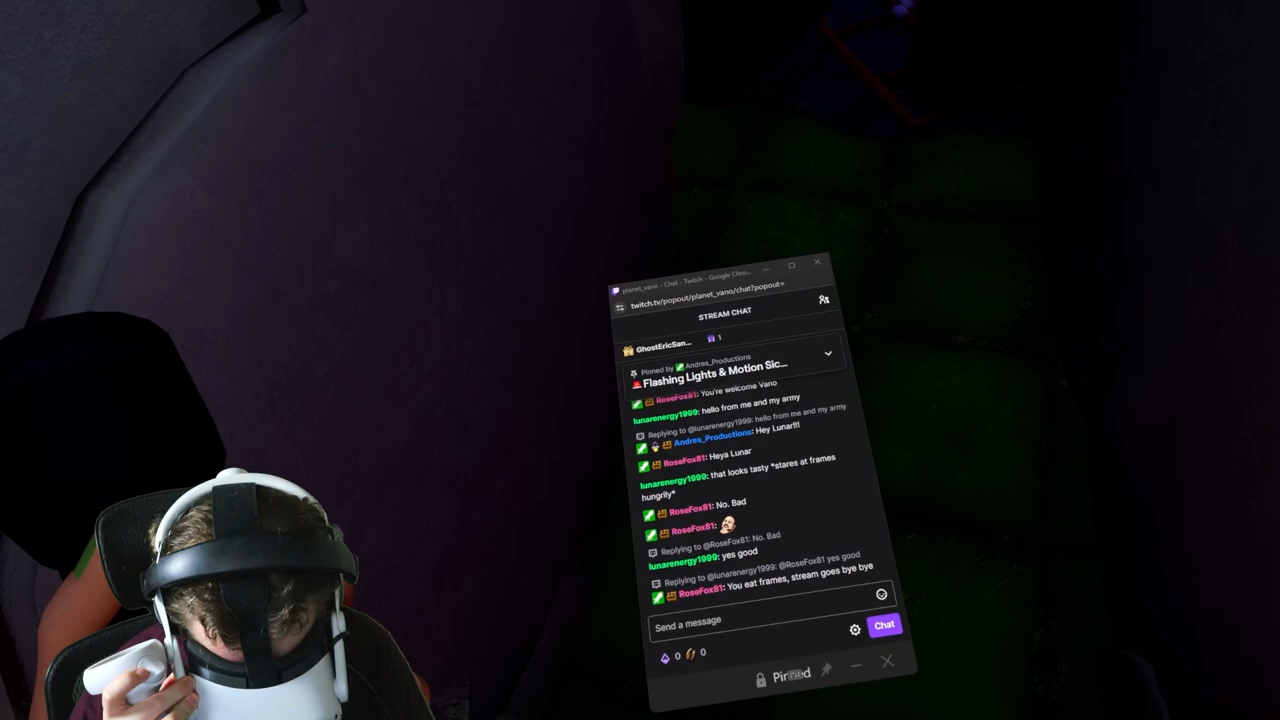 planet_vano - Chat - Twitch - Google Chro...
twitch.tv/popout/planet_vano/chat?popout=
STREAM CHAT
GhostEricSan... 1
Pinned by Andres_Productions
Flashing Lights & Motion Sic...
RoseFox81: You're welcome Vano
lunarenergy1999: hello from me and my army
Replying to @lunarenergy1999: hello from me and my army
Andres_Productions: Hey Lunar!!!
RoseFox81: Heya Lunar
lunarenergy1999: that looks tasty *stares at frames
hungrily*
RoseFox81: No. Bad
RoseFox81:
Replying to @RoseFox81: No. Bad
lunarenergy1999: yes good
Replying to @lunarenergy1999: @RoseFox81 yes good
RoseFox81: You eat frames, stream goes bye bye
Send a message
Chat
0 0
Pinned